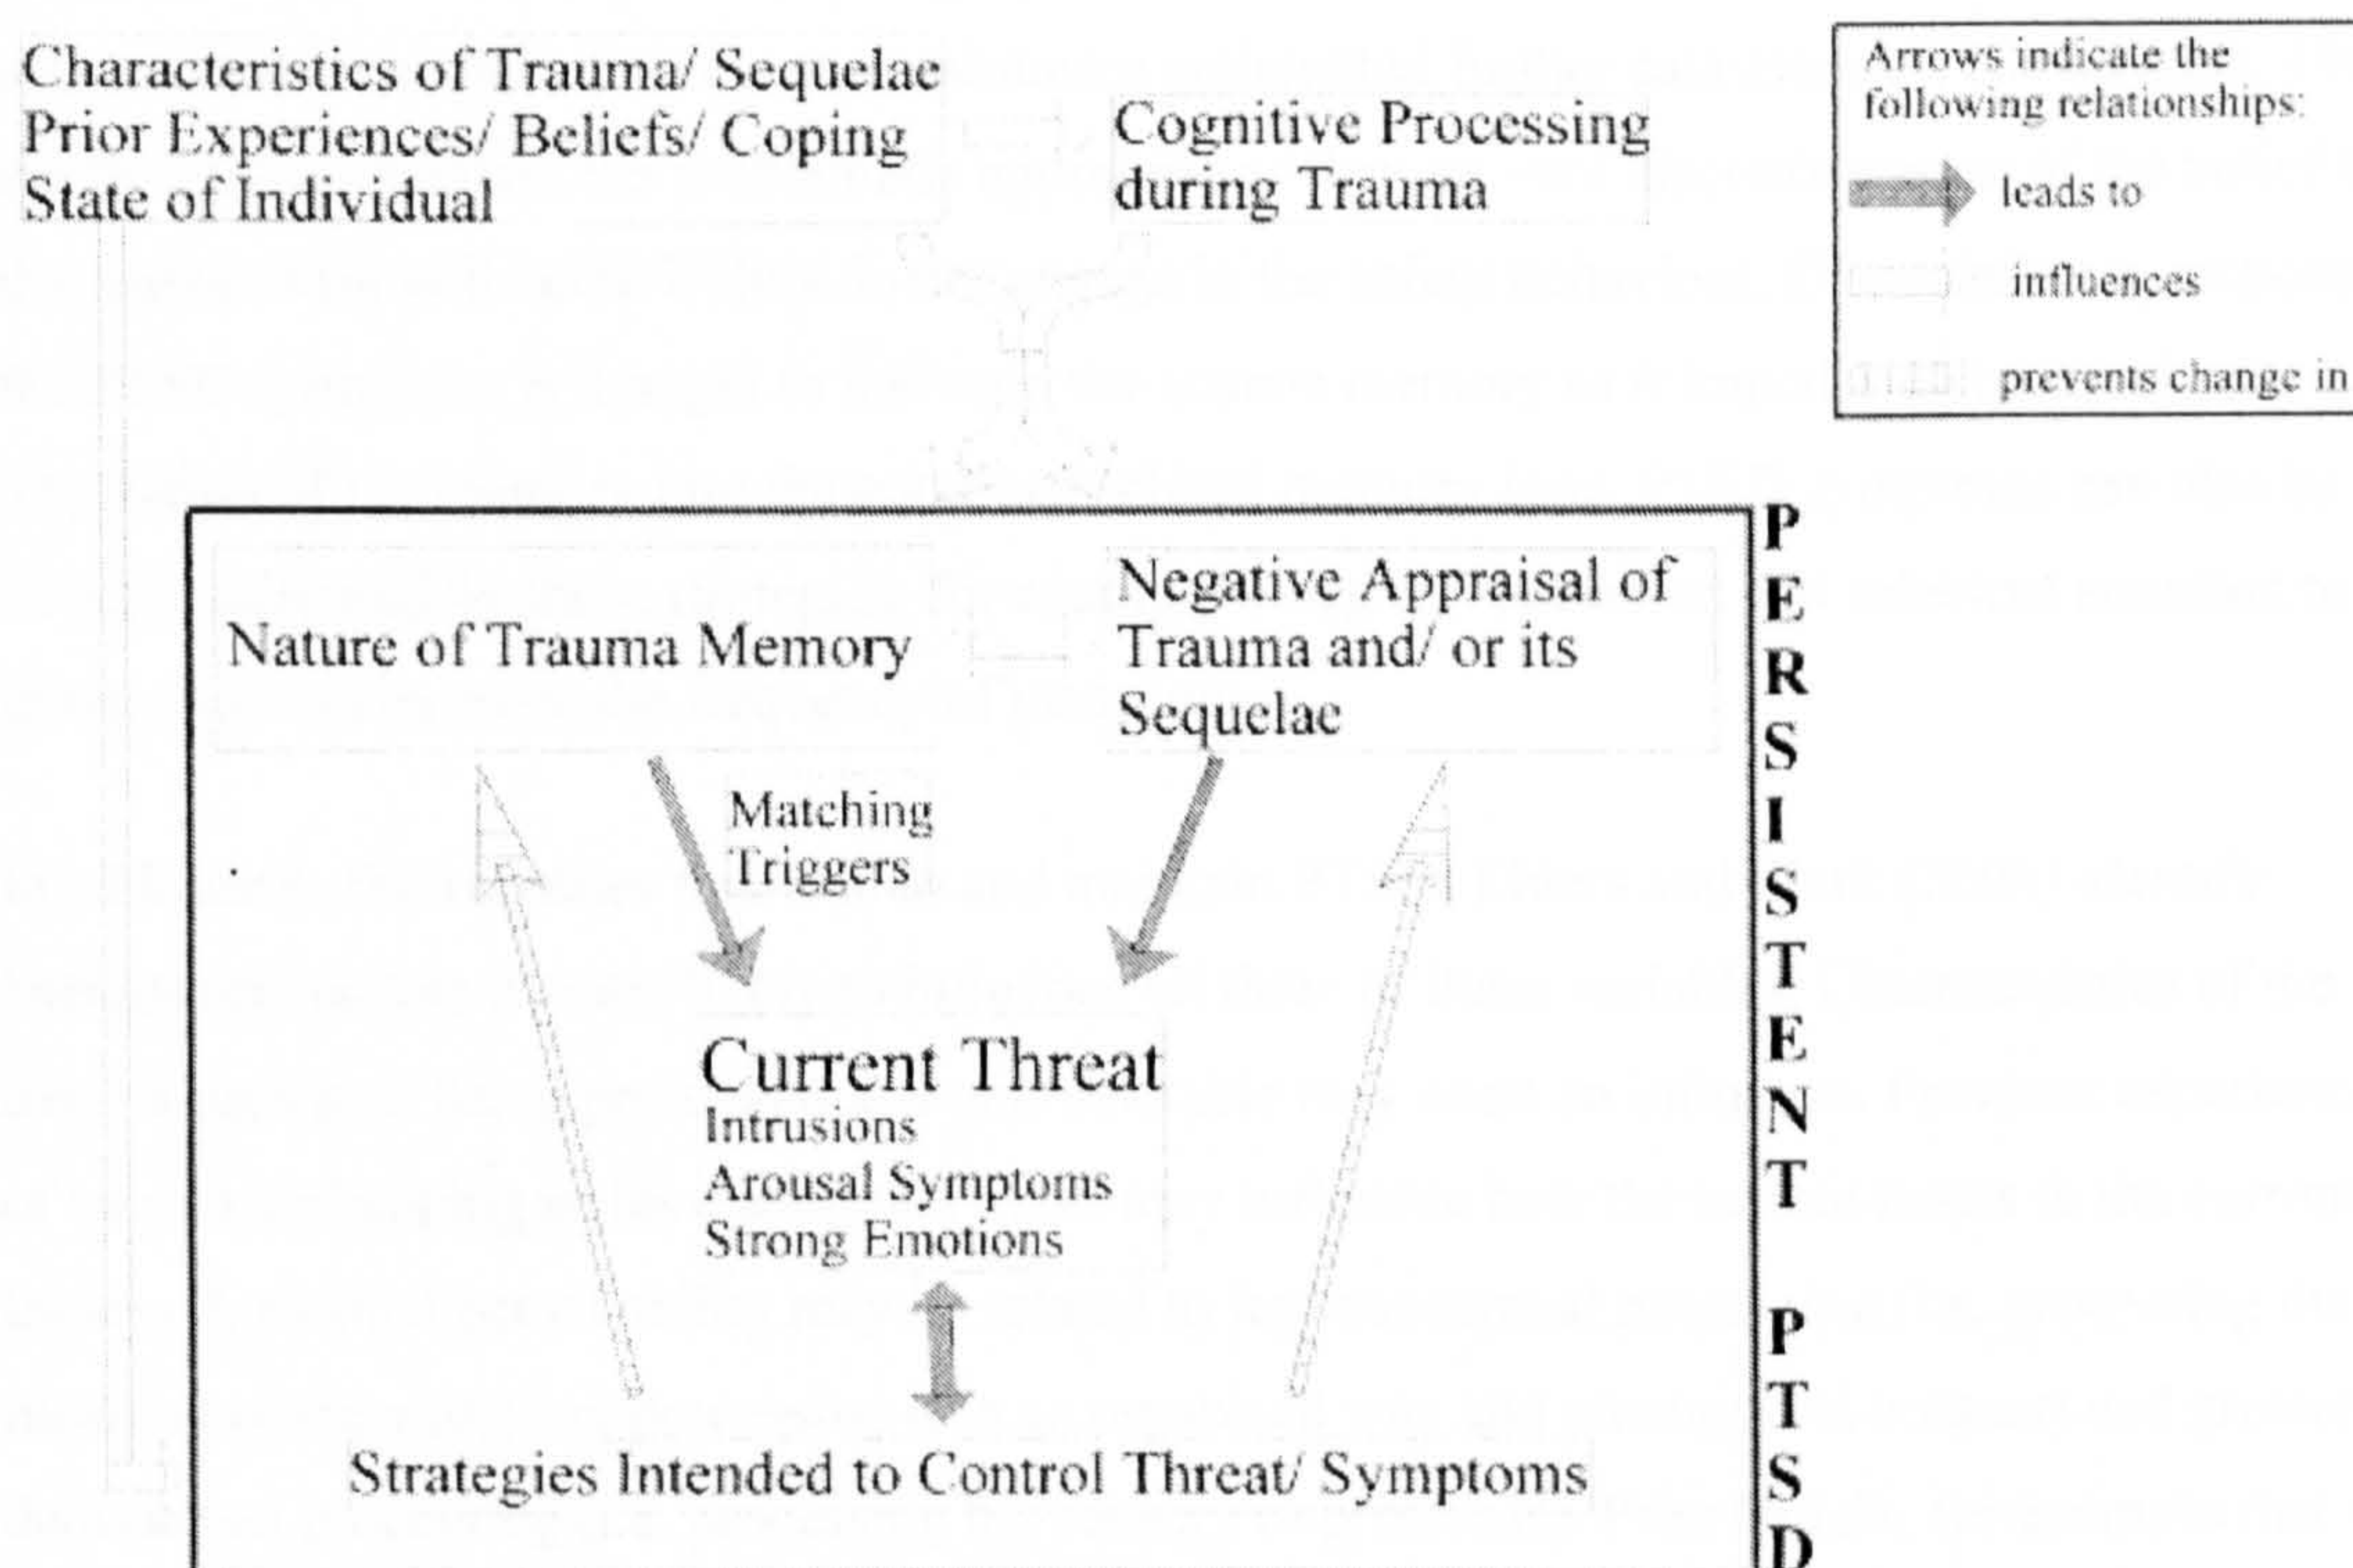 Characteristics of Trauma/ Sequelae
Prior Experiences/ Beliefs/ Coping
State of Individual
Cognitive Processing
during Trauma
Arrows indicate the
following relationships:
leads to
influences
prevents change in
Nature of Trauma Memory
Negative Appraisal of
Trauma and/ or its
Sequelae
Matching
Triggers
Current Threat
Intrusions
Arousal Symptoms
Strong Emotions
Strategies Intended to Control Threat/ Symptoms
PERSISTENT PTSD